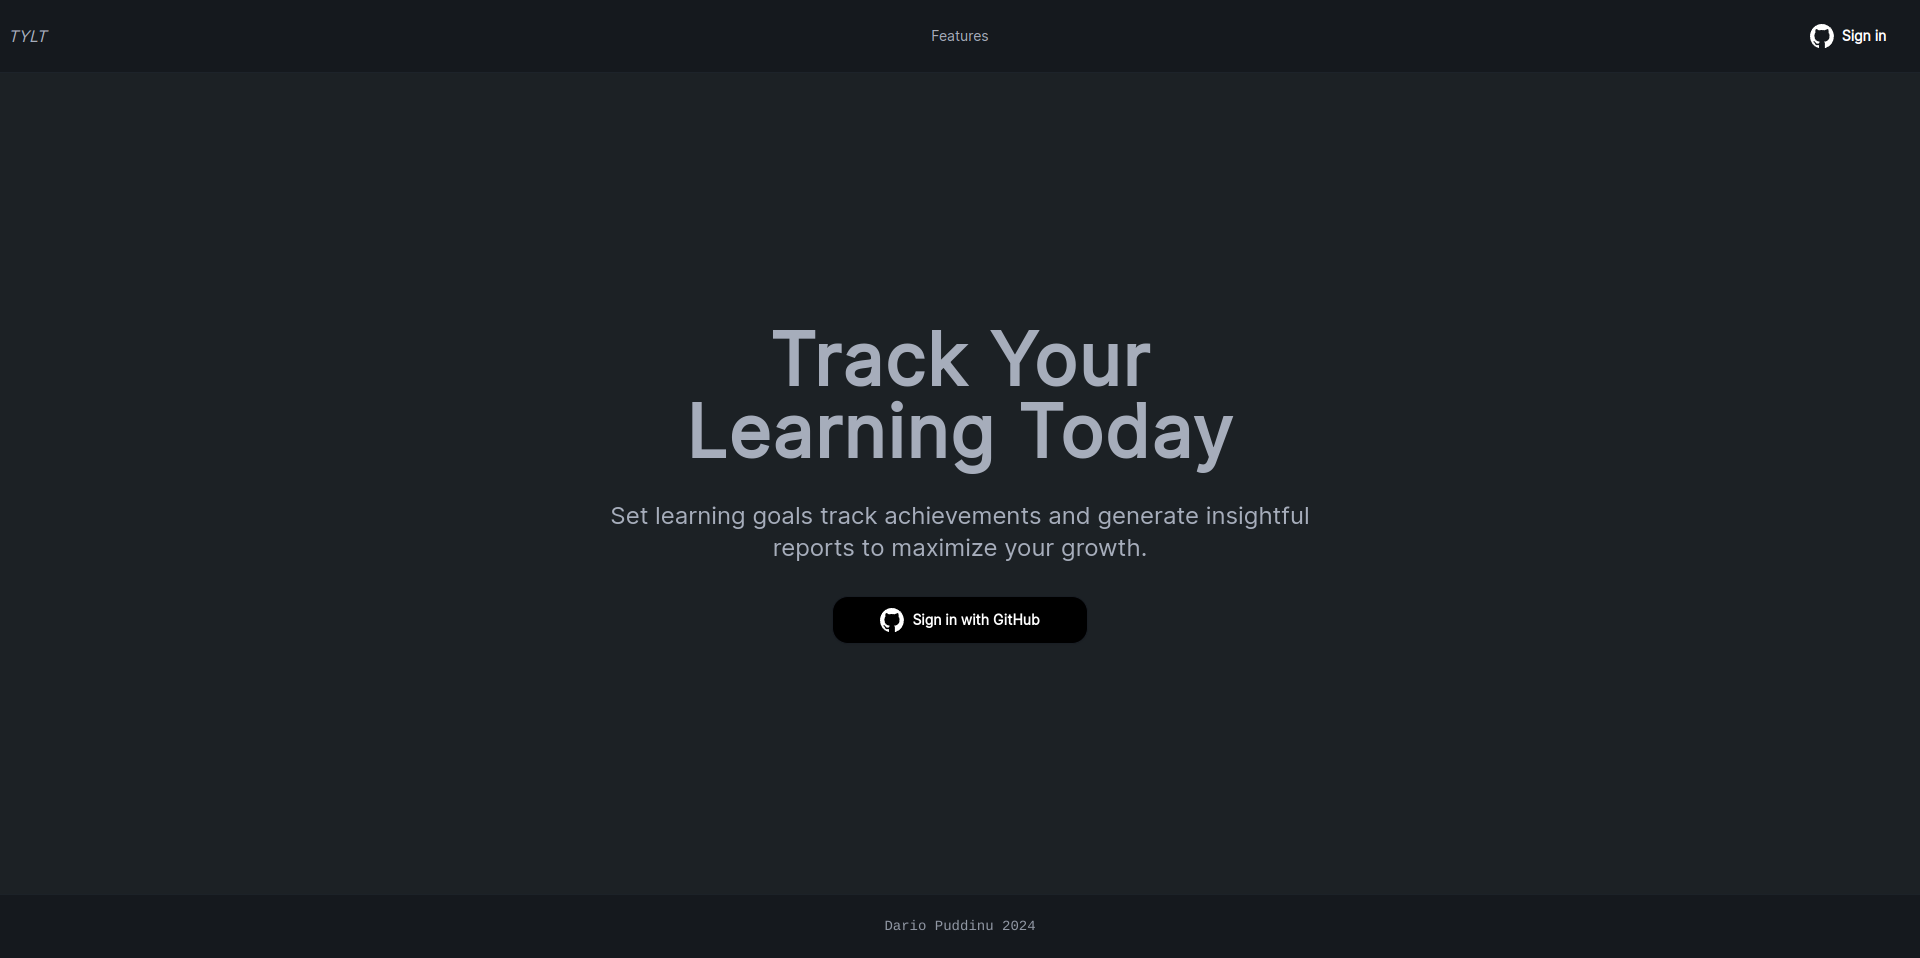 TYLT
Features
Sign in
Track Your
Learning Today
Set learning goals track achievements and generate insightful
reports to maximize your growth.
Sign in with GitHub
Dario Puddinu 2024